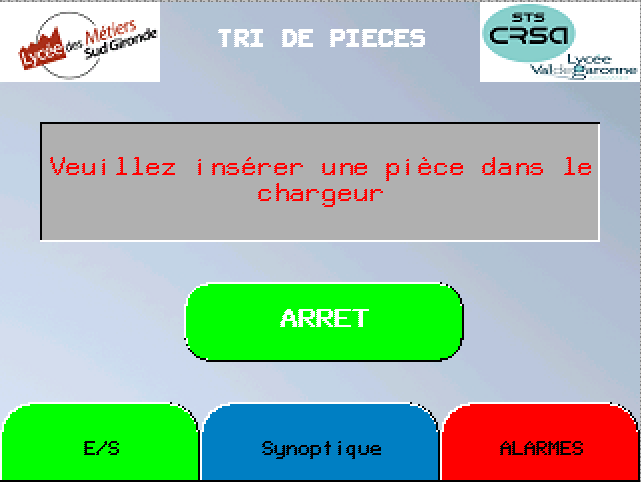 Lycée des Métiers
Sud Gironde
TRI DE PIECES
STS
CRSA
Lycée
Val de Garonne
Veuillez insérer une pièce dans le
chargeur
ARRET
E/S
Synoptique
ALARMES